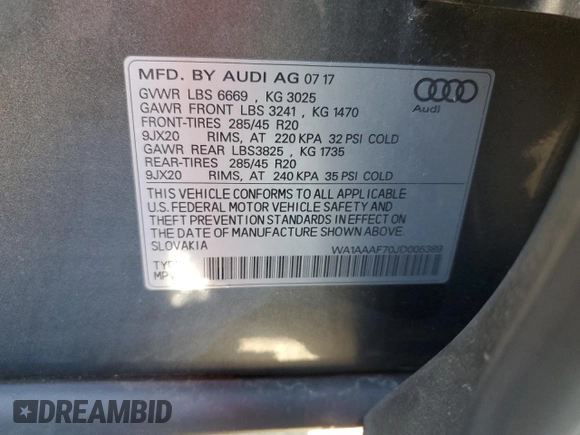 MFD. BY AUDI AG 07 17
GVWR LBS 6669 , KG 3025
GAWR FRONT LBS 3241 , KG 1470
FRONT-TIRES 285/45 R20
9JX20 RIMS, AT 220 KPA 32 PSI COLD
GAWR REAR LBS3825 , KG 1735
REAR-TIRES 285/45 R20
9JX20 RIMS, AT 240 KPA 35 PSI COLD
Audi
THIS VEHICLE CONFORMS TO ALL APPLICABLE
U.S. FEDERAL MOTOR VEHICLE SAFETY AND
THEFT PREVENTION STANDARDS IN EFFECT ON
THE DATE OF MANUFACTURE SHOWN ABOVE.
SLOVAKIA WA1AAAF70JD005389
DREAMBID